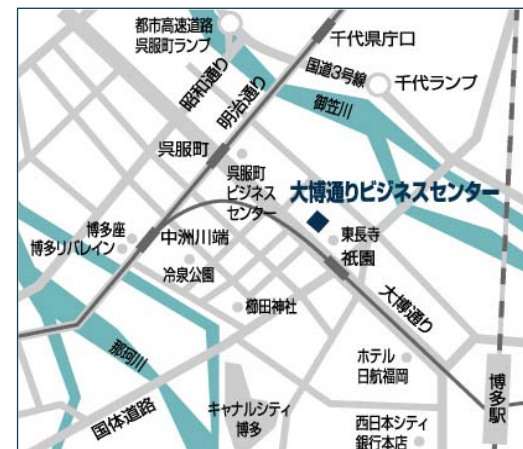 都市高速道路
呉服町ランプ
千代県庁口
昭和通り
明治通り
国道3号線
千代ランプ
御笠川
呉服町
呉服町
ビジネス
センター
大博通りビジネスセンター
博多座
博多リバレイン
中洲川端
東長寺
祇園
冷泉公園
大博通り
櫛田神社
那珂川
ホテル
日航福岡
博多駅
国体道路
キャナルシティ
博多
西日本シティ
銀行本店